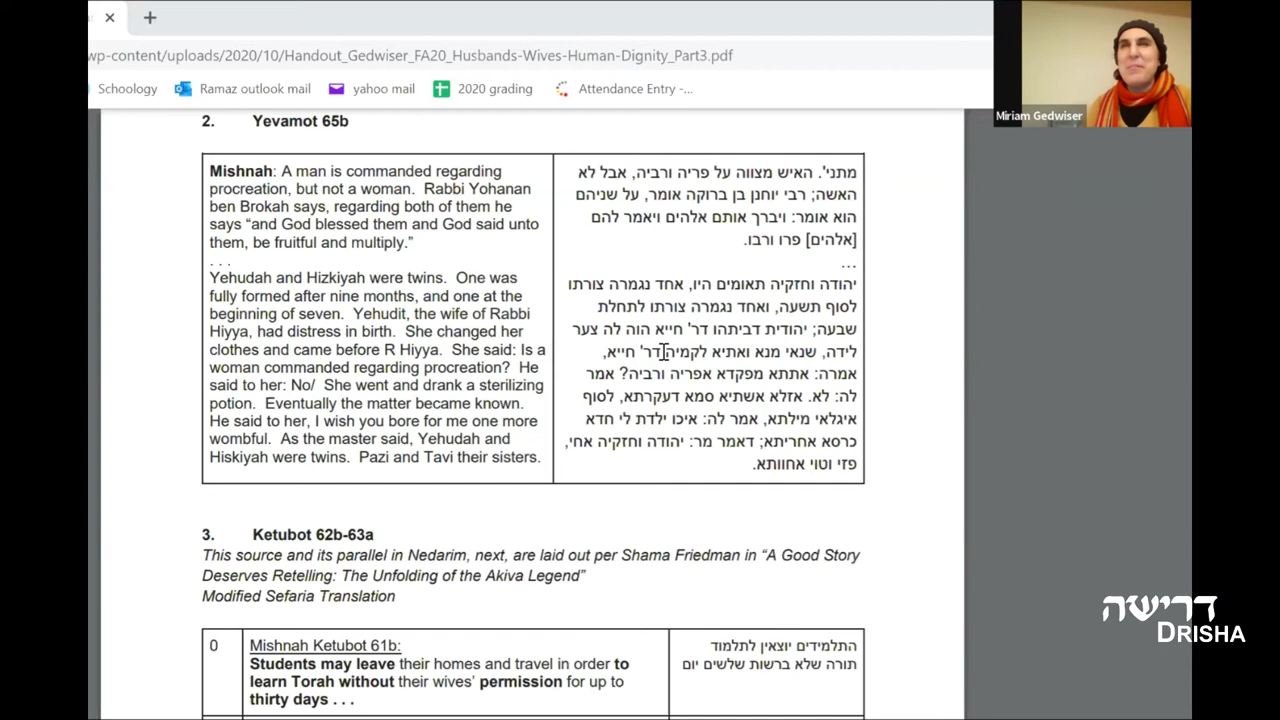 wp-content/uploads/2020/10/Handout_Gedwiser_FA20_Husbands-Wives-Human-Dignity_Part3.pdf
Schoology
Ramaz outlook mail
yahoo mail
2020 grading
Attendance Entry -...
Miriam Gedwiser
2. Yevamot 65b
Mishnah: A man is commanded regarding
procreation, but not a woman. Rabbi Yohanan
ben Brokah says, regarding both of them he
says “and God blessed them and God said unto
them, be fruitful and multiply.”
. . .
Yehudah and Hizkiyah were twins. One was
fully formed after nine months, and one at the
beginning of seven. Yehudit, the wife of Rabbi
Hiyya, had distress in birth. She changed her
clothes and came before R Hiyya. She said: Is a
woman commanded regarding procreation? He
said to her: No/ She went and drank a sterilizing
potion. Eventually the matter became known.
He said to her, I wish you bore for me one more
wombful. As the master said, Yehudah and
Hiskiyah were twins. Pazi and Tavi their sisters.
מתני'. האיש מצווה על פריה ורביה, אבל לא
האשה; רבי יוחנן בן ברוקה אומר, על שניהם
הוא אומר: ויברך אותם אלהים ויאמר להם
[אלהים] פרו ורבו.
...
יהודה וחזקיה תאומים היו, אחד נגמרה צורתו
לסוף תשעה, ואחד נגמרה צורתו לתחלת
שבעה; יהודית דביתהו דר' חייא הוה לה צער
לידה, שנאי מנא ואתיא לקמיה דר' חייא,
אמרה: אתתא מפקדא אפריה ורביה? אמר
לה: לא. אזלא אשתיא סמא דעקרתא, לסוף
איגלאי מילתא, אמר לה: איכו ילדת לי חדא
כרסא אחריתא; דאמר מר: יהודה וחזקיה אחי,
פזי וטוי אחוותא.
3. Ketubot 62b-63a
This source and its parallel in Nedarim, next, are laid out per Shama Friedman in “A Good Story
Deserves Retelling: The Unfolding of the Akiva Legend”
Modified Sefaria Translation
0
Mishnah Ketubot 61b:
Students may leave their homes and travel in order to
learn Torah without their wives’ permission for up to
thirty days . . .
התלמידים יוצאין לתלמוד
תורה שלא ברשות שלשים יום
דרישה
DRISHA